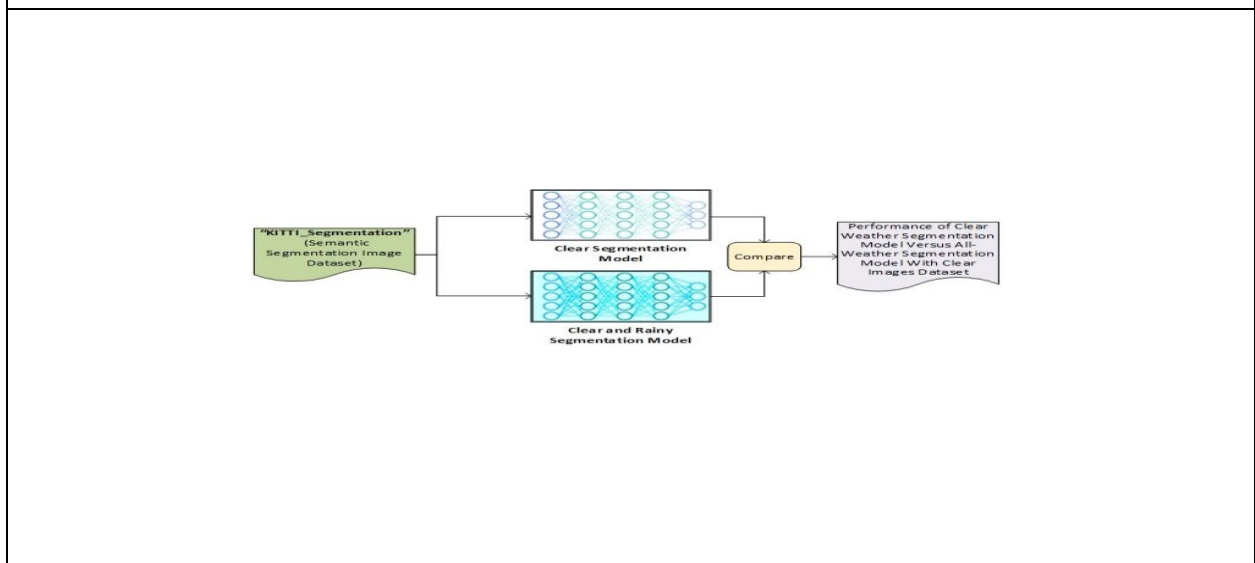 “KITTI_Segmentation”
(Semantic
Segmentation Image
Dataset)
Clear Segmentation
Model
Clear and Rainy
Segmentation Model
Compare
Performance of Clear
Weather Segmentation
Model Versus All-
Weather Segmentation
Model With Clear
Images Dataset